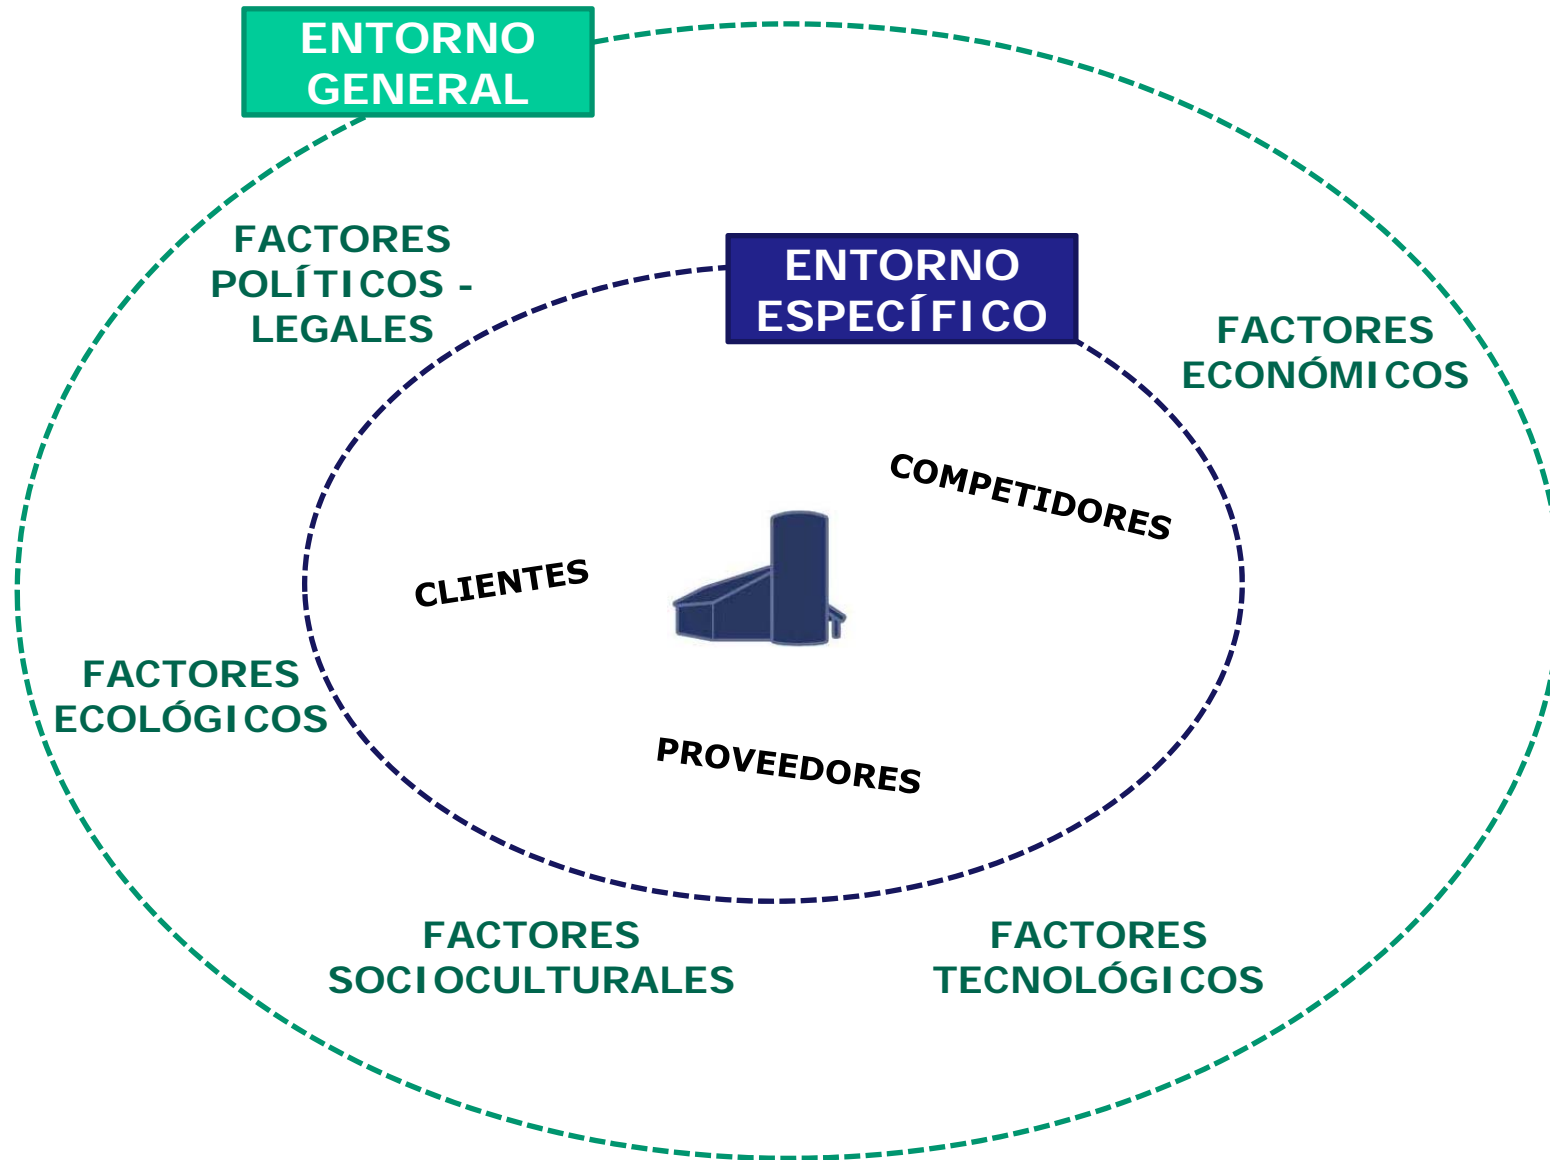 ENTORNO
GENERAL
FACTORES
POLÍTICOS -
LEGALES
ENTORNO
ESPECÍFICO
FACTORES
ECONÓMICOS
COMPETIDORES
CLIENTES
FACTORES
ECOLÓGICOS
PROVEEDORES
FACTORES
SOCIOCULTURALES
FACTORES
TECNOLÓGICOS